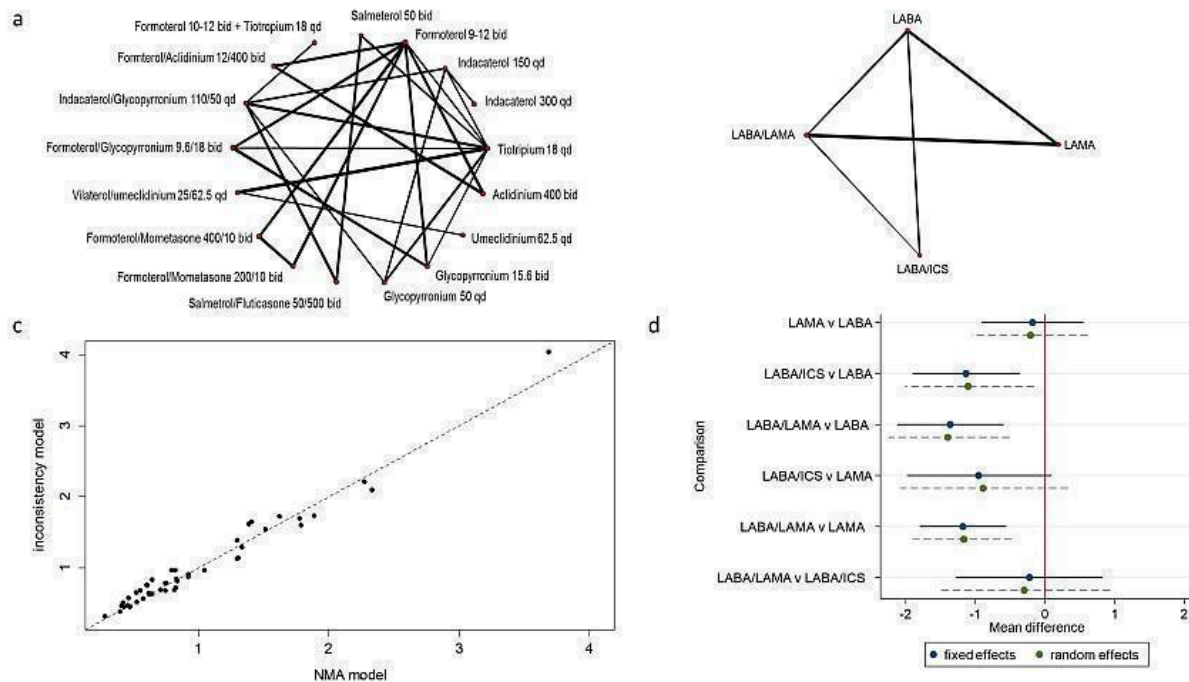 a
Salmeterol 50 bid
Formoterol 10-12 bid + Tiotropium 18 qd
Formoterol 9-12 bid
Formterol/Aclidinium 12/400 bid
Indacaterol 150 qd
Indacaterol/Glycopyrronium 110/50 qd
Indacaterol 300 qd
Formoterol/Glycopyrronium 9.6/18 bid
Tiotripium 18 qd
Vilaterol/umeclidinium 25/62.5 qd
Aclidinium 400 bid
Formoterol/Mometasone 400/10 bid
Umeclidinium 62.5 qd
Formoterol/Mometasone 200/10 bid
Glycopyrronium 15.6 bid
Salmetrol/Fluticasone 50/500 bid
Glycopyrronium 50 qd
LABA
LABA/LAMA
LAMA
LABA/ICS
c
inconsistency model
4
3
2
1
1 2 3 4
NMA model
d
Comparison
LAMA v LABA
LABA/ICS v LABA
LABA/LAMA v LABA
LABA/ICS v LAMA
LABA/LAMA v LAMA
LABA/LAMA v LABA/ICS
-2 -1 0 1 2
Mean difference
fixed effects random effects